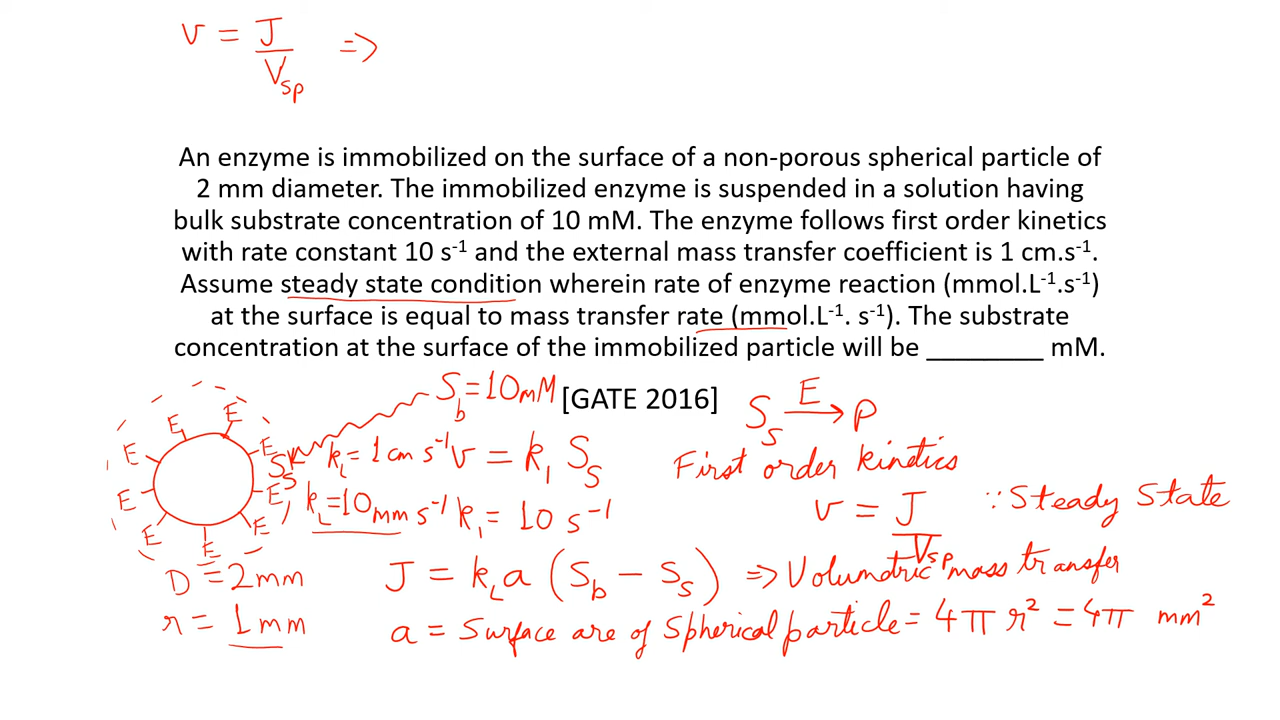 v = J / V_sp =>
An enzyme is immobilized on the surface of a non-porous spherical particle of
2 mm diameter. The immobilized enzyme is suspended in a solution having
bulk substrate concentration of 10 mM. The enzyme follows first order kinetics
with rate constant 10 s⁻¹ and the external mass transfer coefficient is 1 cm.s⁻¹.
Assume steady state condition wherein rate of enzyme reaction (mmol.L⁻¹.s⁻¹)
at the surface is equal to mass transfer rate (mmol.L⁻¹. s⁻¹). The substrate
concentration at the surface of the immobilized particle will be ________ mM.
[GATE 2016]
S_b = 10 mM
S_s E → P
E E E E E E E E E
S_s
k_L = 1 cm s⁻¹
v = k₁ S_s
First order kinetics
k_L = 10 mm s⁻¹
k₁ = 10 s⁻¹
v = J / V_sp ∵ Steady State
D = 2 mm
J = k_L a (S_b − S_s) => Volumetric mass transfer
r = 1 mm
a = Surface are of Spherical particle = 4π r² = 4π mm²